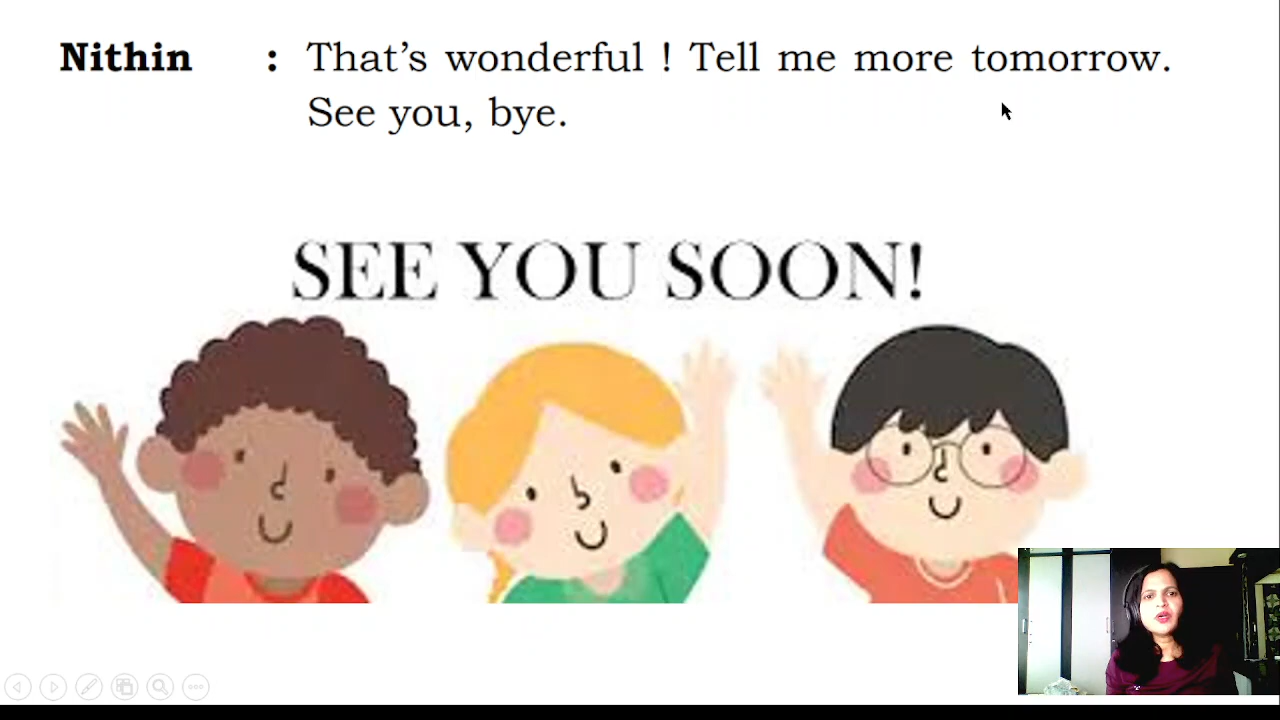 Nithin : That's wonderful ! Tell me more tomorrow.
See you, bye.
SEE YOU SOON!